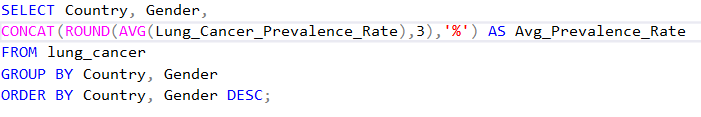 SELECT Country, Gender,
CONCAT(ROUND(AVG(Lung_Cancer_Prevalence_Rate),3),'%') AS Avg_Prevalence_Rate
FROM lung_cancer
GROUP BY Country, Gender
ORDER BY Country, Gender DESC;